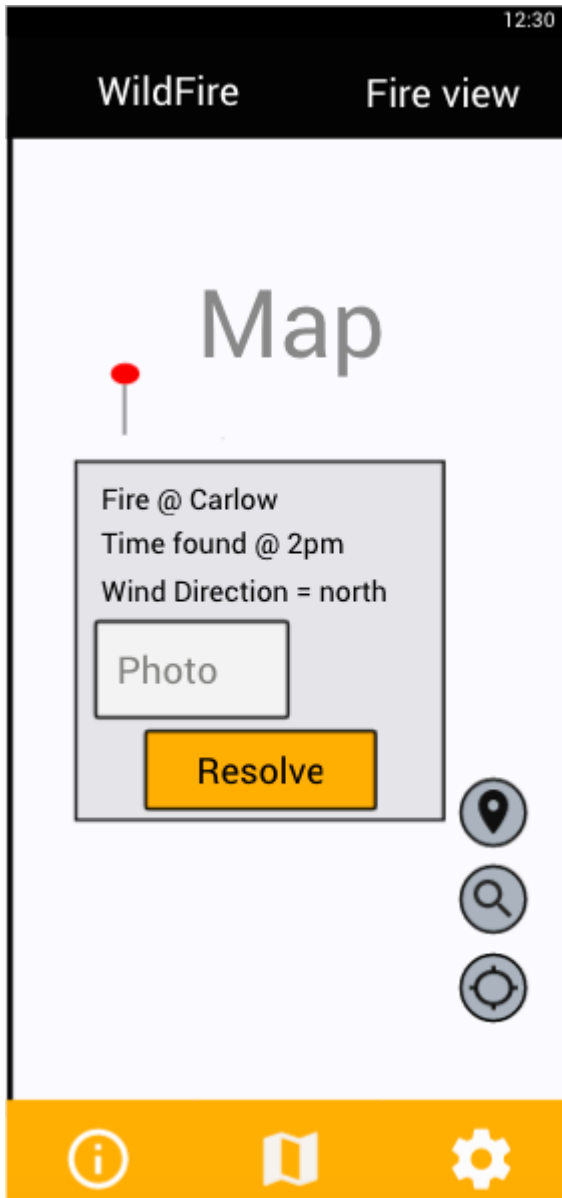 12:30
WildFire Fire view
Map
Fire @ Carlow
Time found @ 2pm
Wind Direction = north
Photo
Resolve